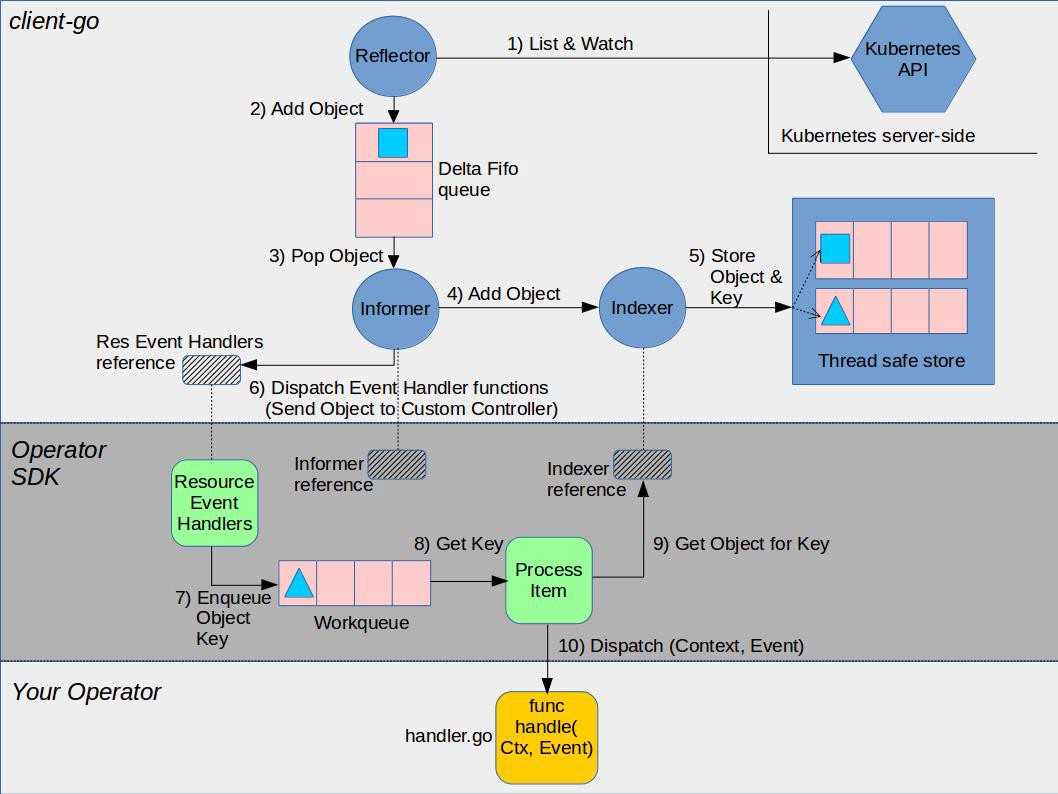 client-go
Reflector
1) List & Watch
Kubernetes
API
Kubernetes server-side
2) Add Object
Delta Fifo
queue
3) Pop Object
Informer
4) Add Object
Indexer
5) Store
Object &
Key
Thread safe store
Res Event Handlers
reference
6) Dispatch Event Handler functions
(Send Object to Custom Controller)
Operator
SDK
Resource
Event
Handlers
Informer
reference
Indexer
reference
7) Enqueue
Object
Key
Workqueue
8) Get Key
Process
Item
9) Get Object for Key
10) Dispatch (Context, Event)
Your Operator
handler.go
func
handle(
Ctx, Event)